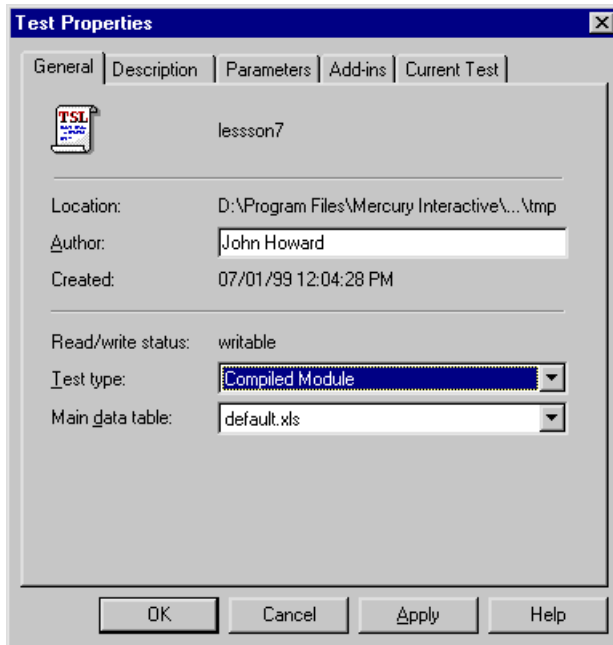 Test Properties
General Description Parameters Add-ins Current Test
TSL
lessson7
Location: D:\Program Files\Mercury Interactive\...\tmp
Author: John Howard
Created: 07/01/99 12:04:28 PM
Read/write status: writable
Test type: Compiled Module
Main data table: default.xls
OK Cancel Apply Help